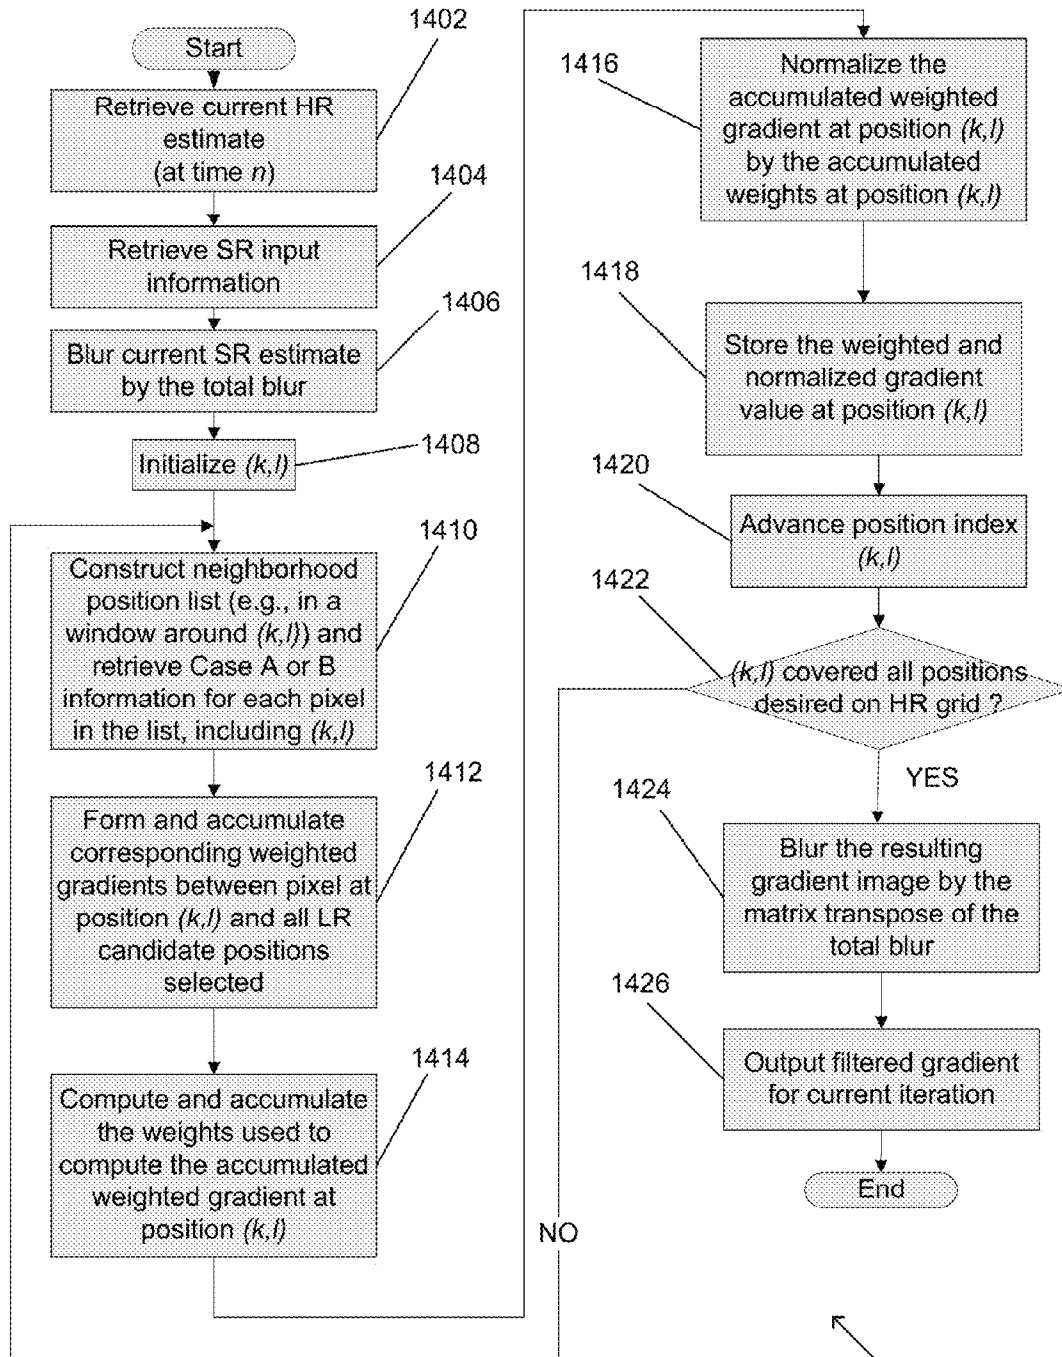 Start
1402
Retrieve current HR
estimate
(at time n)
1404
Retrieve SR input
information
1406
Blur current SR estimate
by the total blur
1408
Initialize (k,l)
1410
Construct neighborhood
position list (e.g., in a
window around (k,l)) and
retrieve Case A or B
information for each pixel
in the list, including (k,l)
1412
Form and accumulate
corresponding weighted
gradients between pixel at
position (k,l) and all LR
candidate positions
selected
1414
Compute and accumulate
the weights used to
compute the accumulated
weighted gradient at
position (k,l)
1416
Normalize the
accumulated weighted
gradient at position (k,l)
by the accumulated
weights at position (k,l)
1418
Store the weighted and
normalized gradient
value at position (k,l)
1420
Advance position index
(k,l)
1422
(k,l) covered all positions
desired on HR grid ?
YES
NO
1424
Blur the resulting
gradient image by the
matrix transpose of the
total blur
1426
Output filtered gradient
for current iteration
End